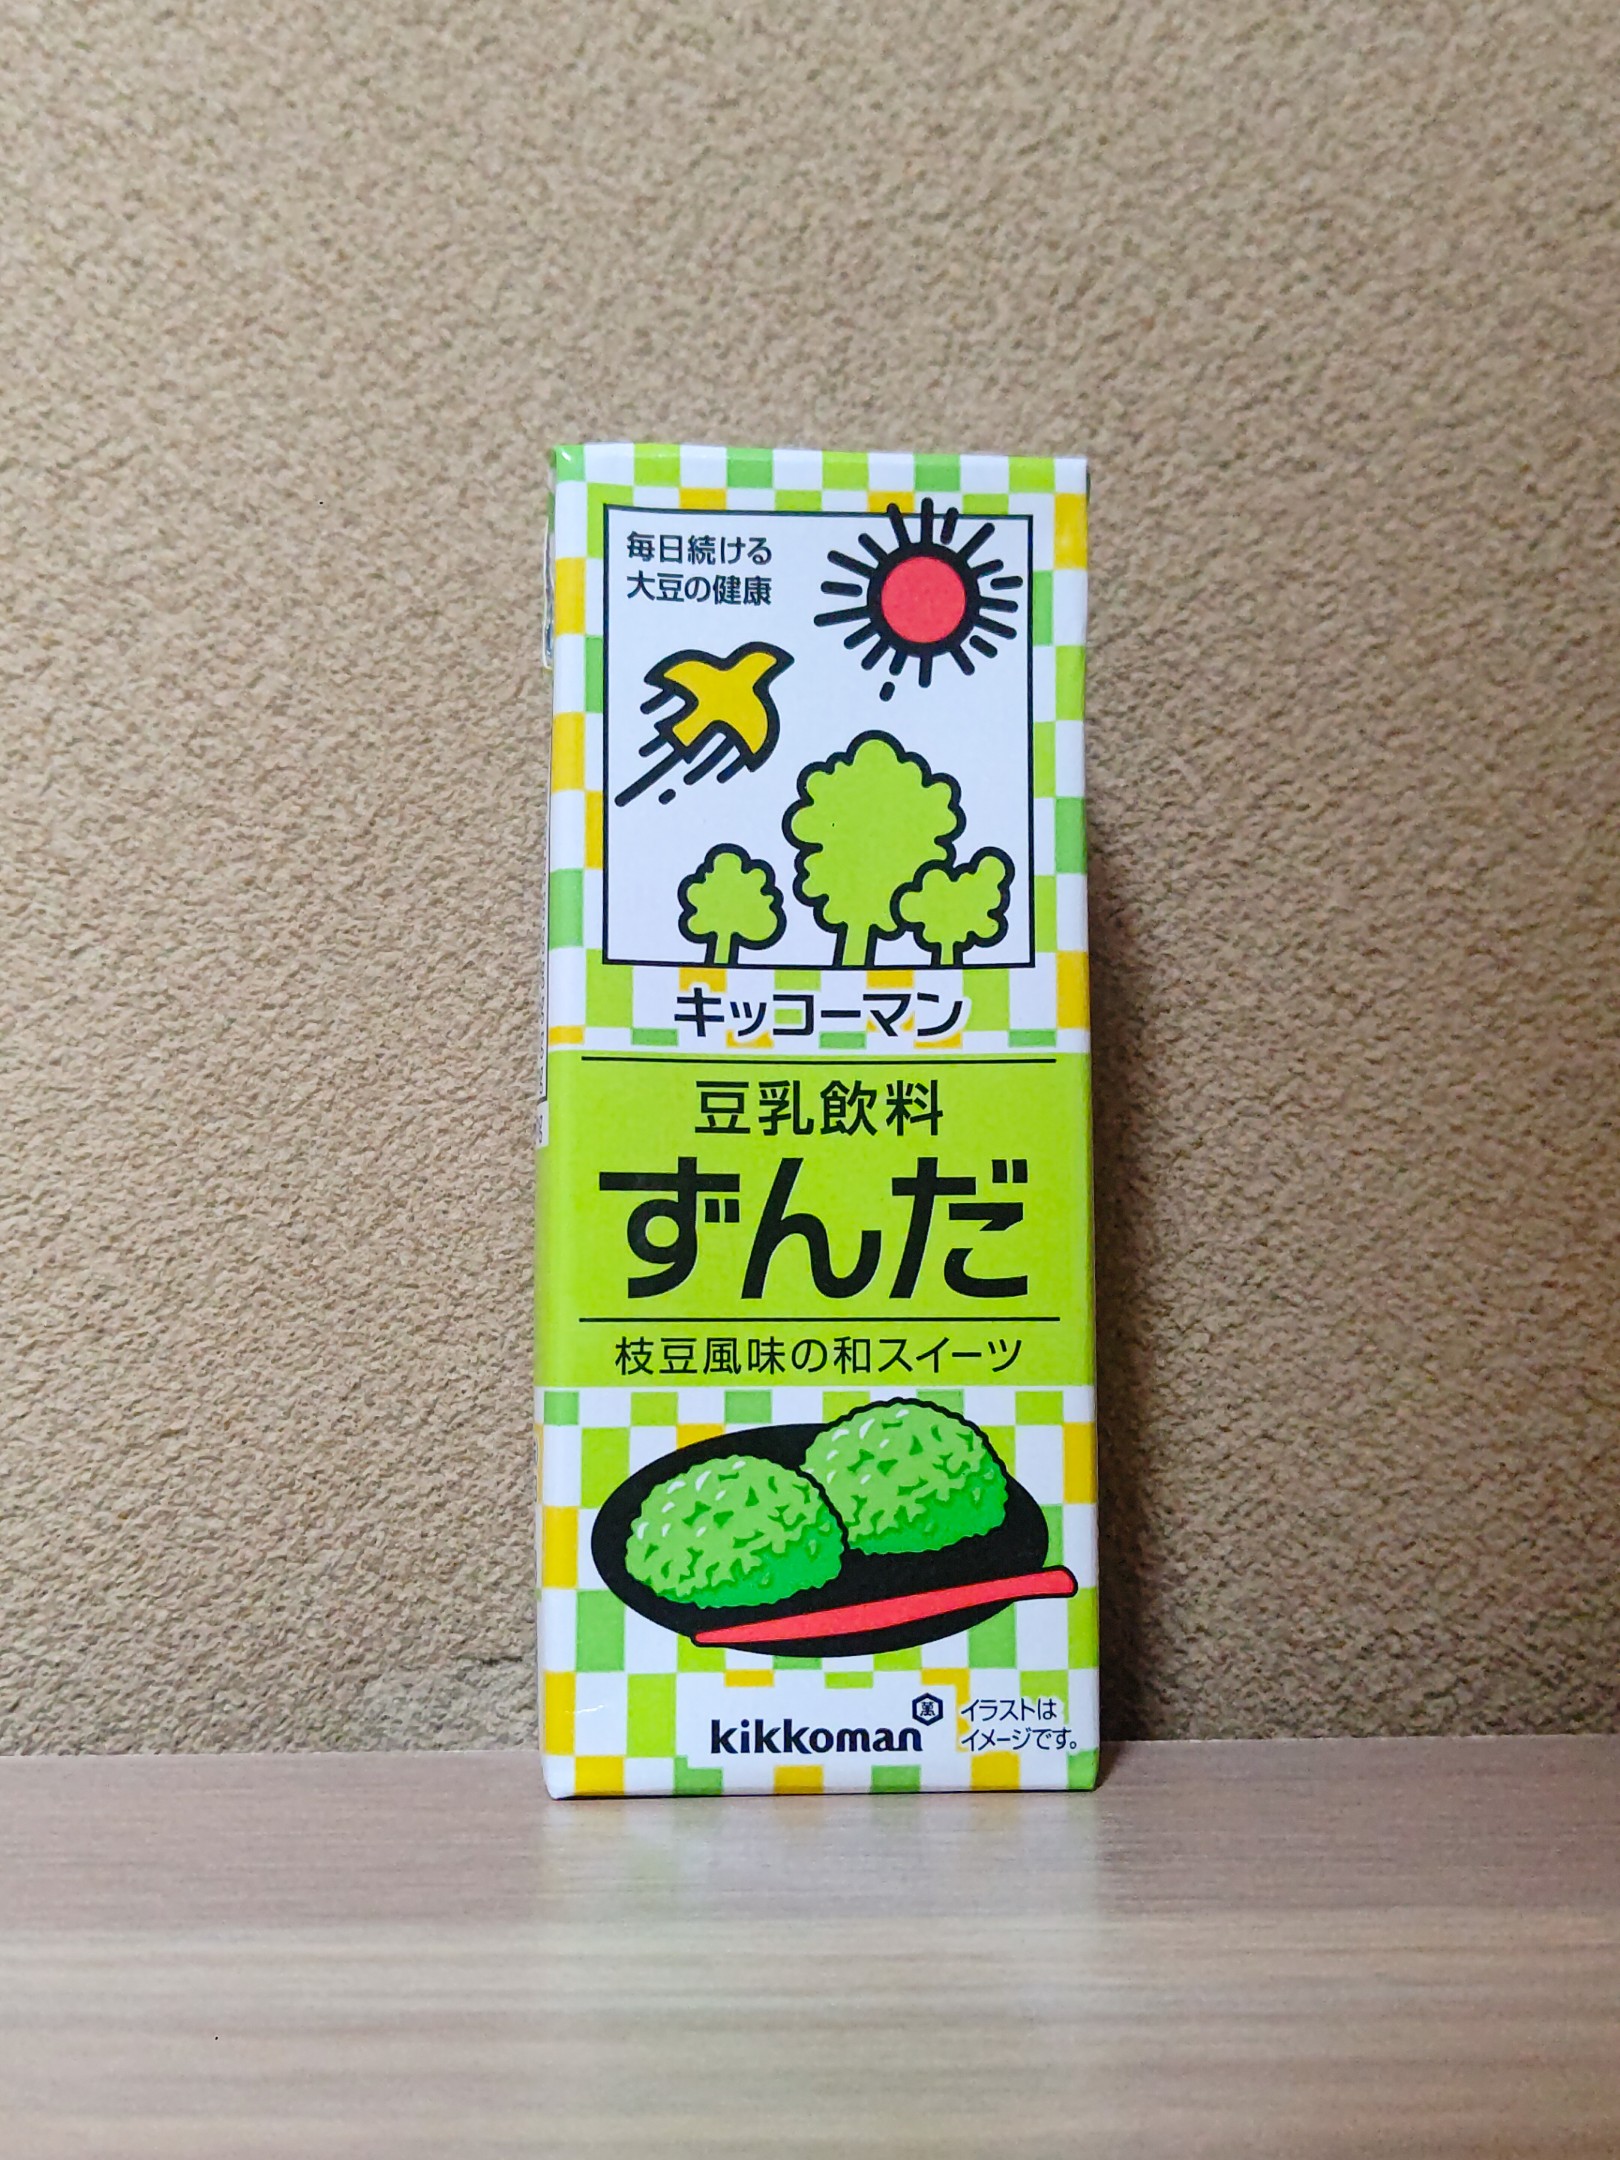 毎日続ける
大豆の健康
キッコーマン
豆乳飲料
ずんだ
枝豆風味の和スイーツ
kikkoman 萬
イラストは
イメージです。